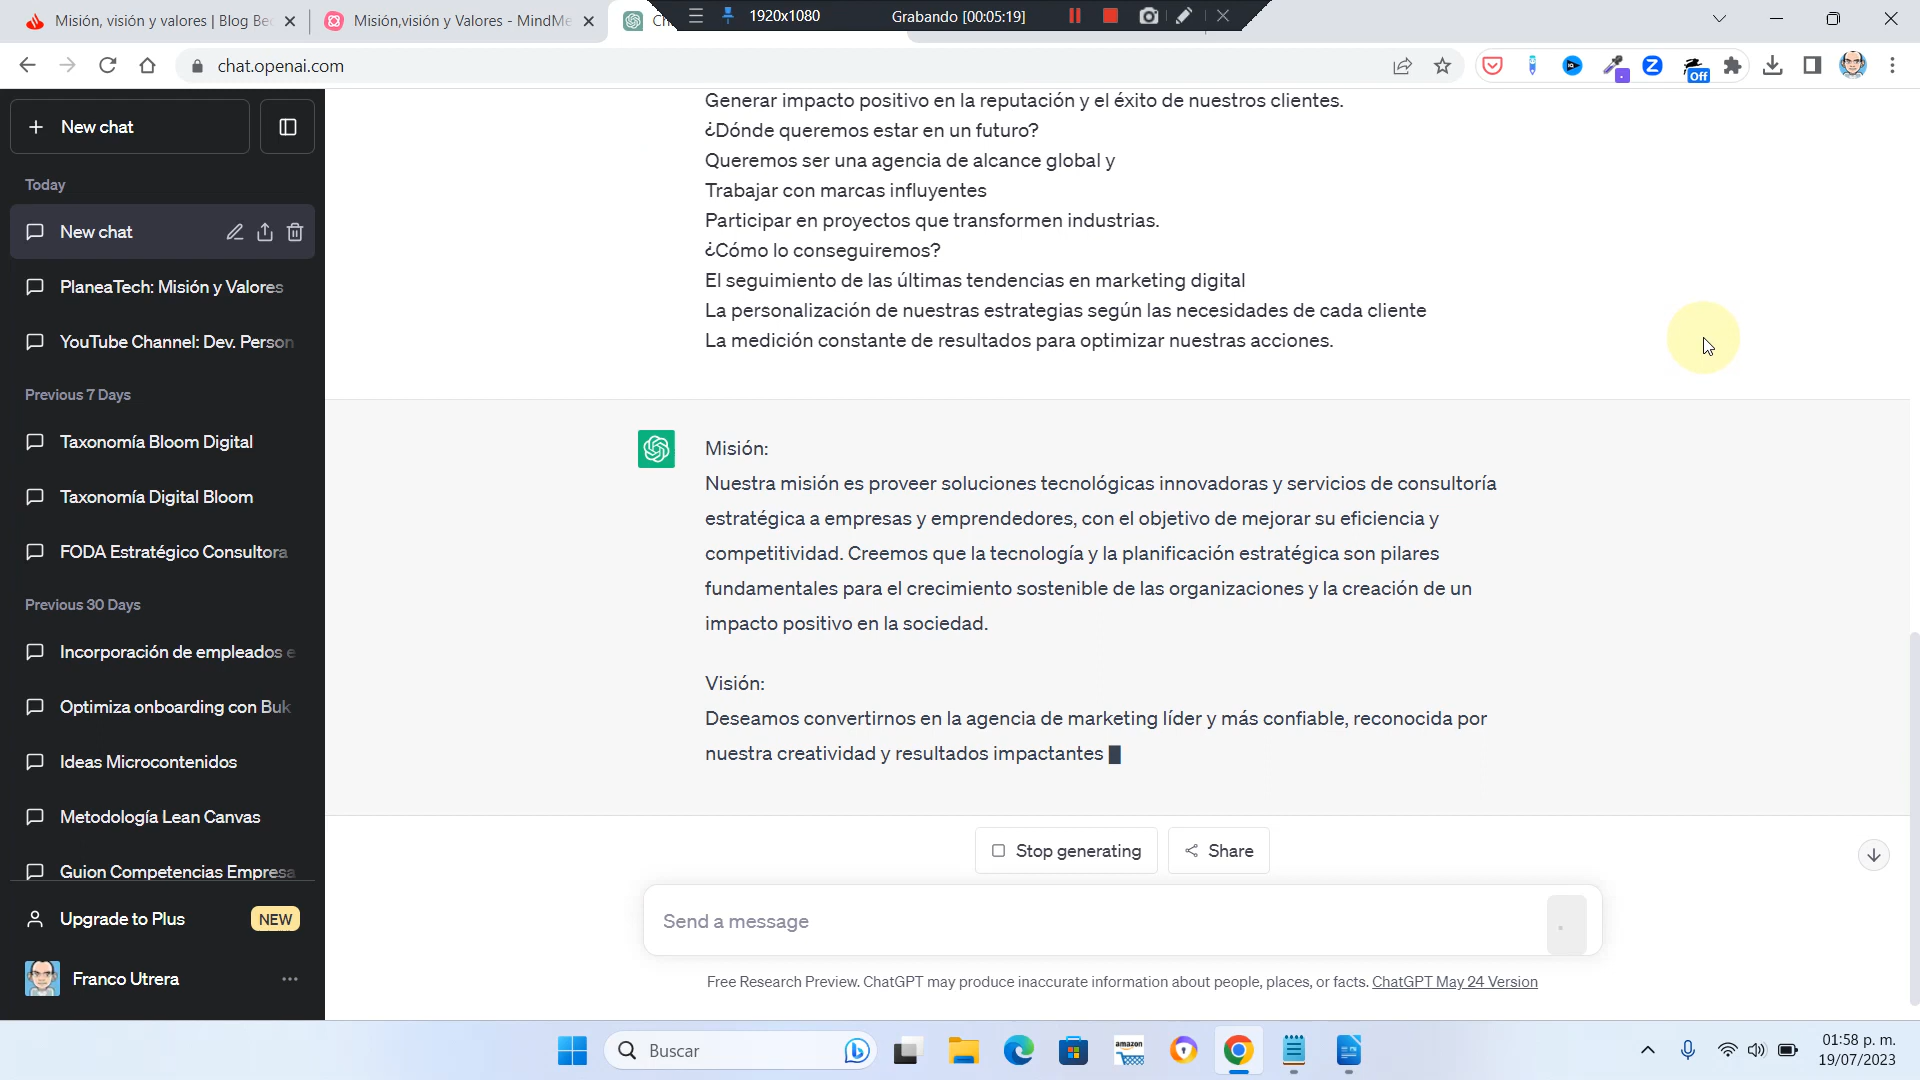 Misión, visión y valores | Blog Bec
Misión,visión y Valores - MindMe
1920x1080
Grabando [00:05:19]
chat.openai.com
Off
New chat
Today
New chat
PlaneaTech: Misión y Valores
YouTube Channel: Dev. Person
Previous 7 Days
Taxonomía Bloom Digital
Taxonomía Digital Bloom
FODA Estratégico Consultora
Previous 30 Days
Incorporación de empleados e
Optimiza onboarding con Buk
Ideas Microcontenidos
Metodología Lean Canvas
Guion Competencias Empresa
Upgrade to Plus
NEW
Franco Utrera
Generar impacto positivo en la reputación y el éxito de nuestros clientes.
¿Dónde queremos estar en un futuro?
Queremos ser una agencia de alcance global y
Trabajar con marcas influyentes
Participar en proyectos que transformen industrias.
¿Cómo lo conseguiremos?
El seguimiento de las últimas tendencias en marketing digital
La personalización de nuestras estrategias según las necesidades de cada cliente
La medición constante de resultados para optimizar nuestras acciones.
Misión:
Nuestra misión es proveer soluciones tecnológicas innovadoras y servicios de consultoría
estratégica a empresas y emprendedores, con el objetivo de mejorar su eficiencia y
competitividad. Creemos que la tecnología y la planificación estratégica son pilares
fundamentales para el crecimiento sostenible de las organizaciones y la creación de un
impacto positivo en la sociedad.
Visión:
Deseamos convertirnos en la agencia de marketing líder y más confiable, reconocida por
nuestra creatividad y resultados impactantes
Stop generating
Share
Send a message
Free Research Preview. ChatGPT may produce inaccurate information about people, places, or facts. ChatGPT May 24 Version
Buscar
amazon
01:58 p. m.
19/07/2023